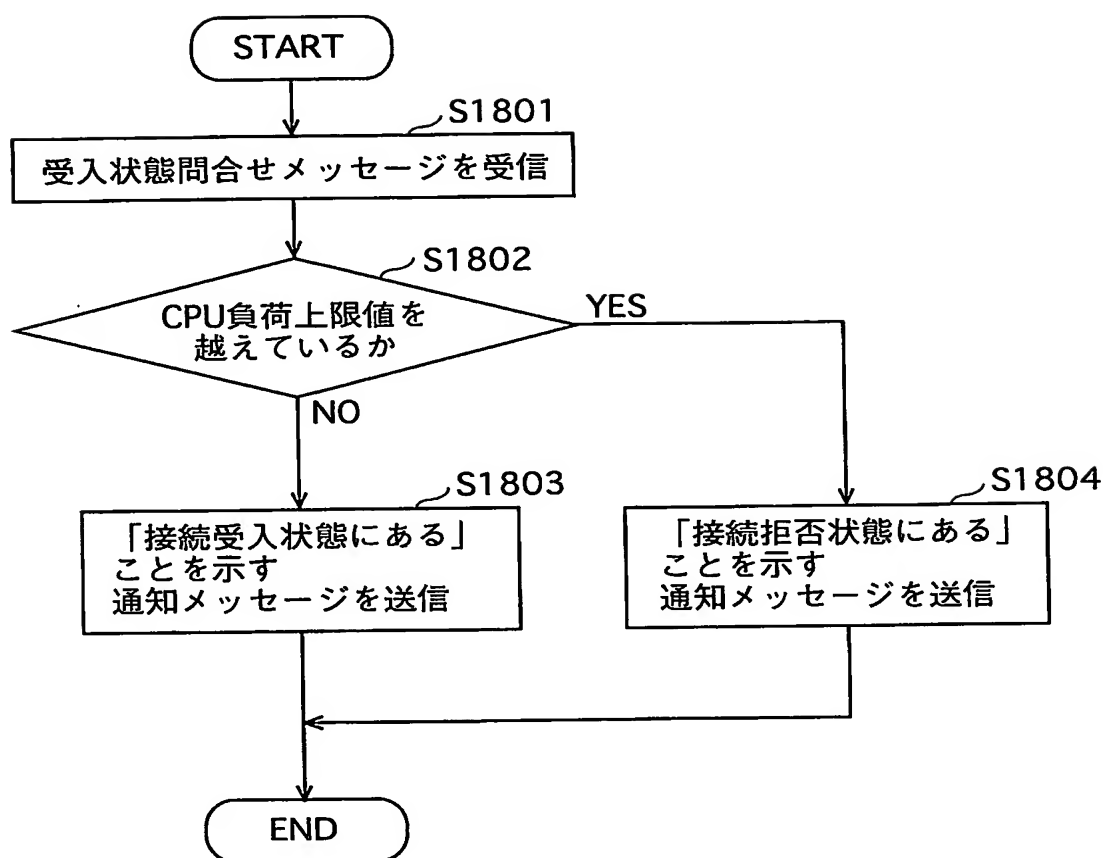 START
S1801
受入状態問合せメッセージを受信
S1802
CPU負荷上限値を
越えているか
YES
NO
S1803
「接続受入状態にある」
ことを示す
通知メッセージを送信
S1804
「接続拒否状態にある」
ことを示す
通知メッセージを送信
END